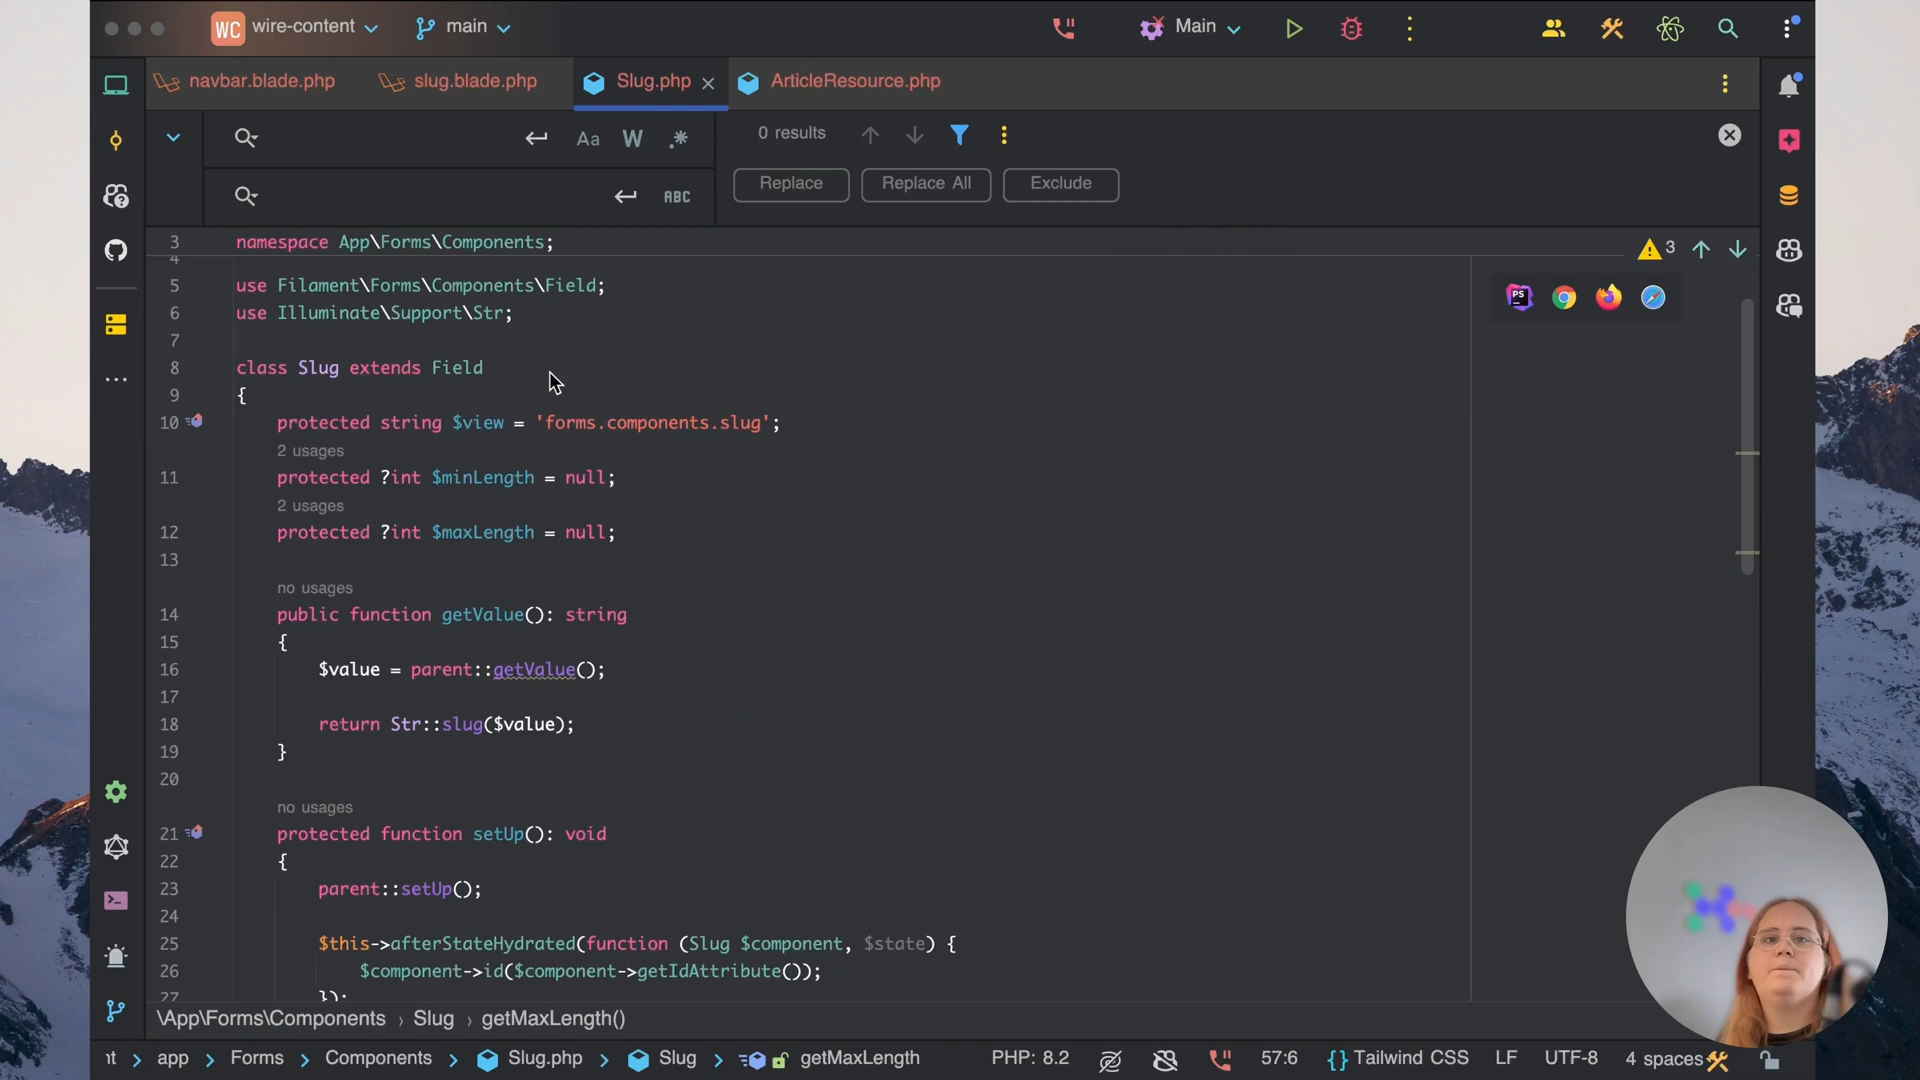 WC wire-content main Main
navbar.blade.php slug.blade.php Slug.php ArticleResource.php
Aa W .* 0 results
ABC Replace Replace All Exclude
3 namespace App\Forms\Components; 3
4
5 use Filament\Forms\Components\Field; PS
6 use Illuminate\Support\Str;
7
8 class Slug extends Field
9 {
10 protected string $view = 'forms.components.slug';
2 usages
11 protected ?int $minLength = null;
2 usages
12 protected ?int $maxLength = null;
13
no usages
14 public function getValue(): string
15 {
16 $value = parent::getValue();
17
18 return Str::slug($value);
19 }
20
no usages
21 protected function setUp(): void
22 {
23 parent::setUp();
24
25 $this->afterStateHydrated(function (Slug $component, $state) {
26 $component->id($component->getIdAttribute());
27 });
\App\Forms\Components › Slug › getMaxLength()
nt > app > Forms > Components > Slug.php > Slug > getMaxLength PHP: 8.2 57:6 {} Tailwind CSS LF UTF-8 4 spaces